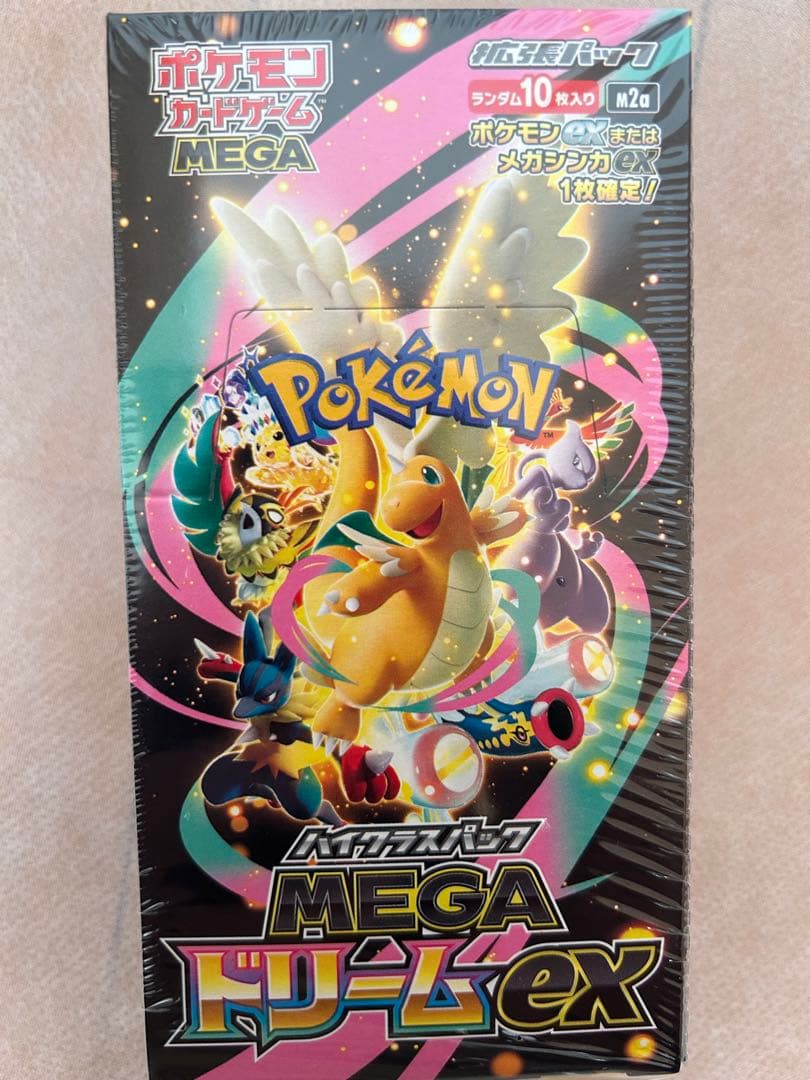 ポケモン
カードゲーム™
MEGA
拡張パック
ランダム10枚入り M2a
ポケモンexまたは
メガシンカex
1枚確定!
POKéMON™
ハイクラスパック
MEGA
ドリームex